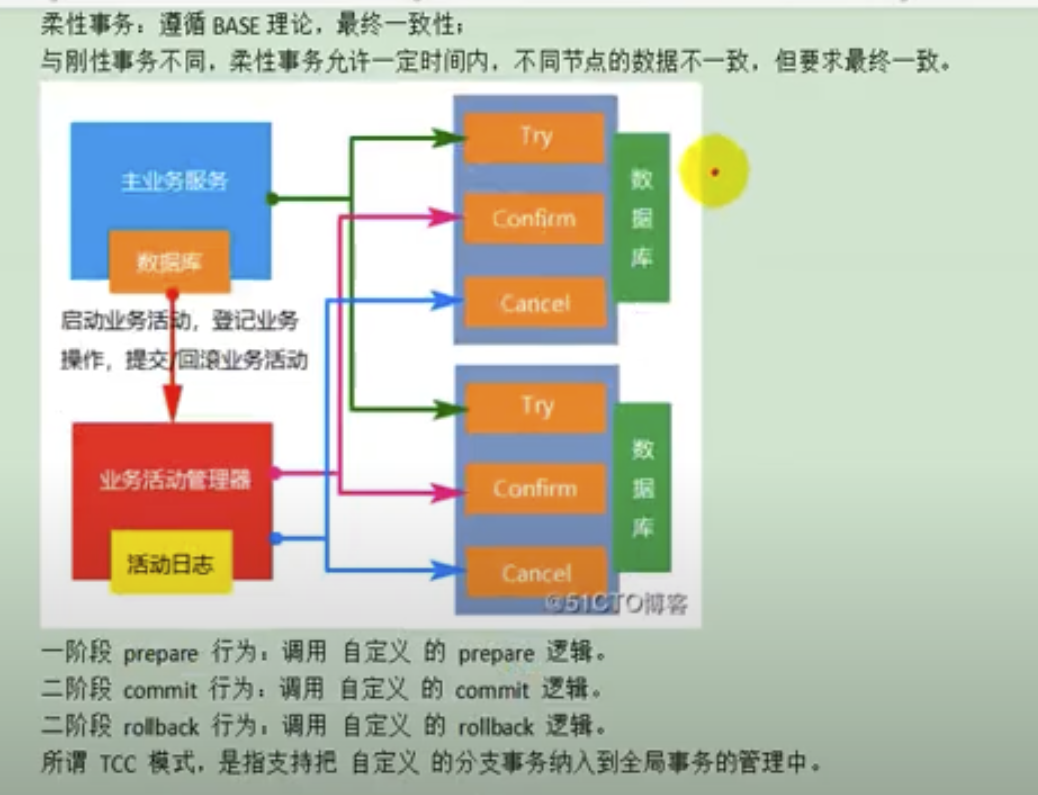 柔性事务：遵循 BASE 理论，最终一致性；
与刚性事务不同，柔性事务允许一定时间内，不同节点的数据不一致，但要求最终一致。
主业务服务
数据库
启动业务活动，登记业务
操作，提交/回滚业务活动
业务活动管理器
活动日志
Try
Confirm
Cancel
数据库
Try
Confirm
Cancel
数据库
@51CTO博客
一阶段 prepare 行为：调用 自定义 的 prepare 逻辑。
二阶段 commit 行为：调用 自定义 的 commit 逻辑。
二阶段 rollback 行为：调用 自定义 的 rollback 逻辑。
所谓 TCC 模式，是指支持把 自定义 的分支事务纳入到全局事务的管理中。